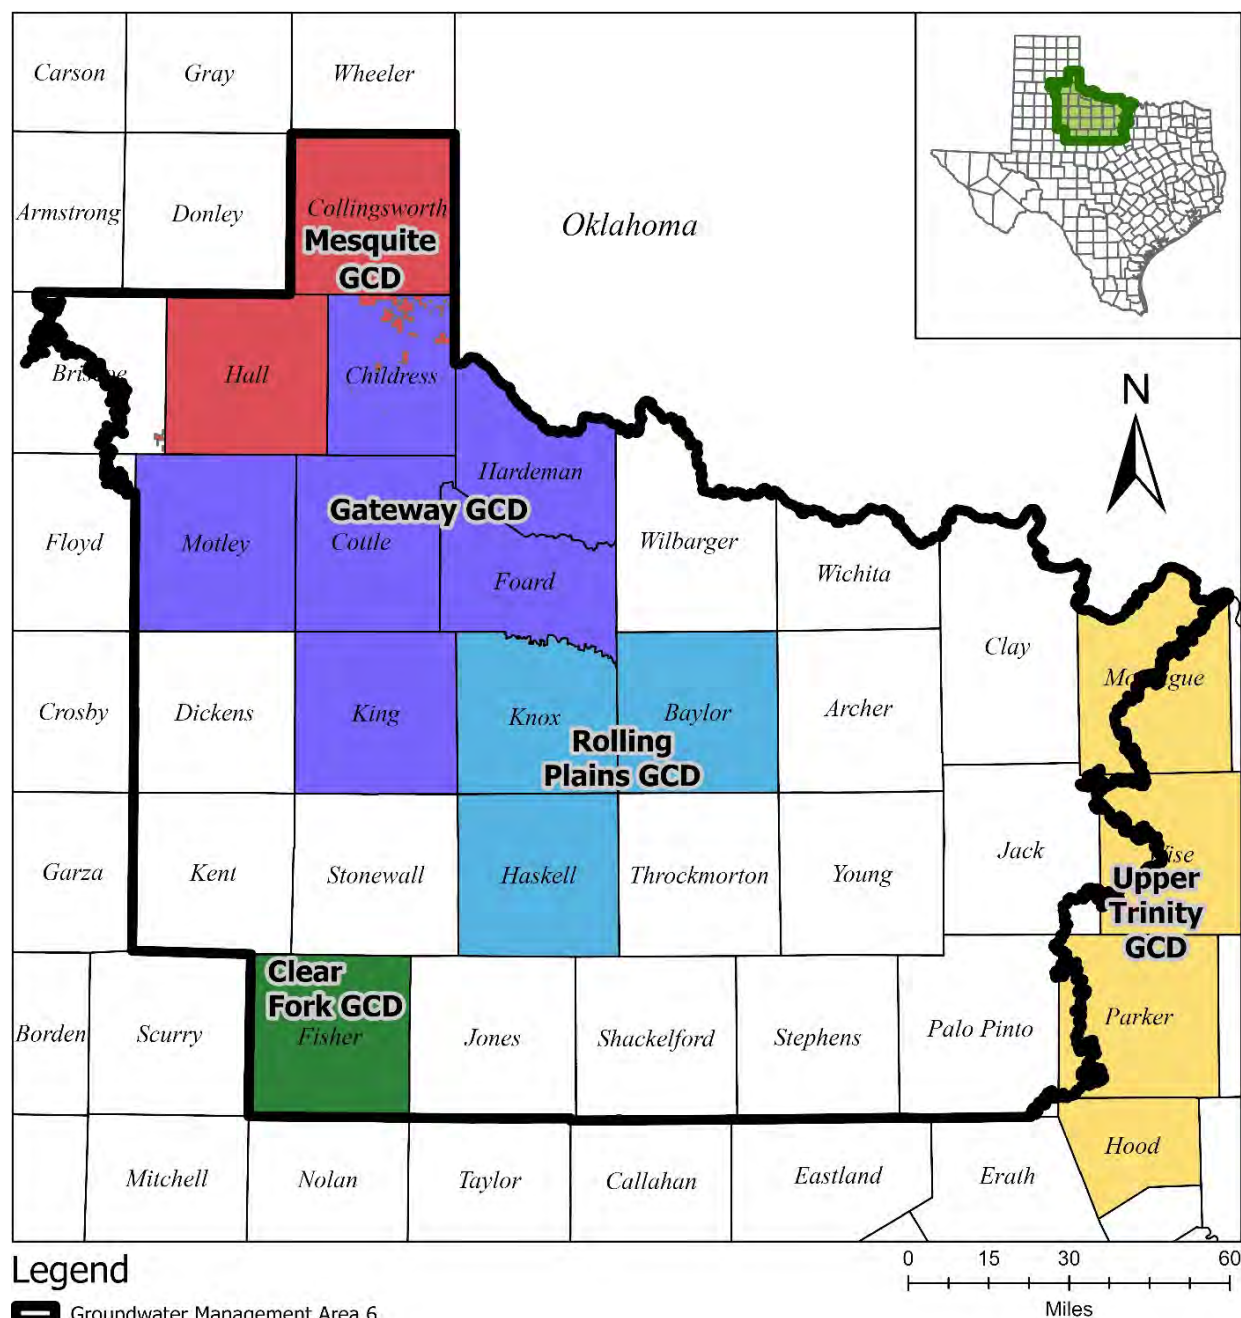 Carson
Gray
Wheeler
Armstrong
Donley
Collingsworth
Oklahoma
Mesquite
GCD
Briscoe
Hall
Childress
N
Hardeman
Gateway GCD
Floyd
Motley
Cottle
Wilbarger
Foard
Wichita
Clay
Montague
Crosby
Dickens
King
Knox
Baylor
Archer
Rolling
Plains GCD
Garza
Kent
Stonewall
Haskell
Throckmorton
Young
Jack
Wise
Upper
Trinity
GCD
Clear
Fork GCD
Borden
Scurry
Fisher
Jones
Shackelford
Stephens
Palo Pinto
Parker
Mitchell
Nolan
Taylor
Callahan
Eastland
Erath
Hood
0 15 30 60
Miles
Legend
Groundwater Management Area 6